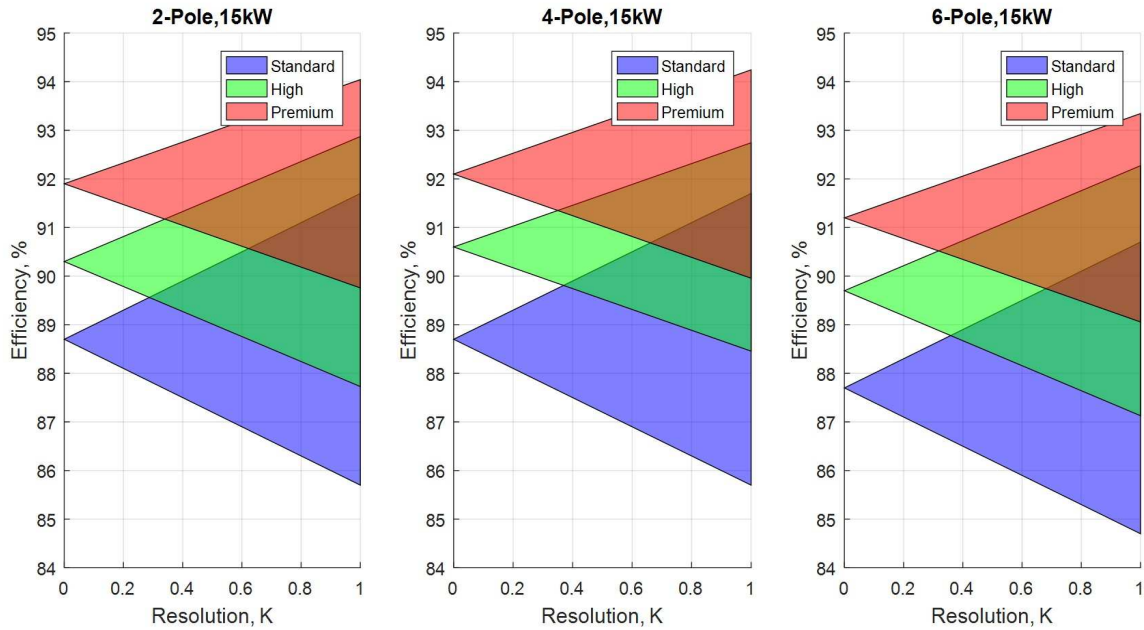 2-Pole,15kW
Efficiency, %
95
94
93
92
91
90
89
88
87
86
85
84
Standard
High
Premium
0 0.2 0.4 0.6 0.8 1
Resolution, K
4-Pole,15kW
Efficiency, %
95
94
93
92
91
90
89
88
87
86
85
84
Standard
High
Premium
0 0.2 0.4 0.6 0.8 1
Resolution, K
6-Pole,15kW
Efficiency, %
95
94
93
92
91
90
89
88
87
86
85
84
Standard
High
Premium
0 0.2 0.4 0.6 0.8 1
Resolution, K